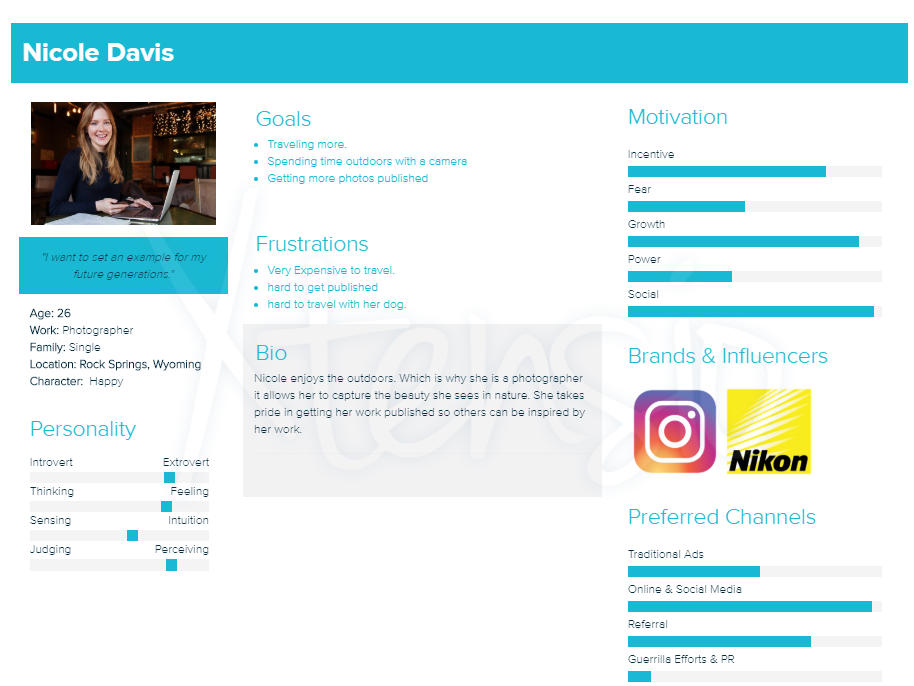 Nicole Davis
"I want to set an example for my
future generations."
Age: 26
Work: Photographer
Family: Single
Location: Rock Springs, Wyoming
Character: Happy
Personality
Introvert Extrovert
Thinking Feeling
Sensing Intuition
Judging Perceiving
Goals
Traveling more.
Spending time outdoors with a camera
Getting more photos published
Frustrations
Very Expensive to travel.
hard to get published
hard to travel with her dog.
Bio
Nicole enjoys the outdoors. Which is why she is a photographer
it allows her to capture the beauty she sees in nature. She takes
pride in getting her work published so others can be inspired by
her work.
Motivation
Incentive
Fear
Growth
Power
Social
Brands & Influencers
Nikon
Preferred Channels
Traditional Ads
Online & Social Media
Referral
Guerrilla Efforts & PR
Xtensio